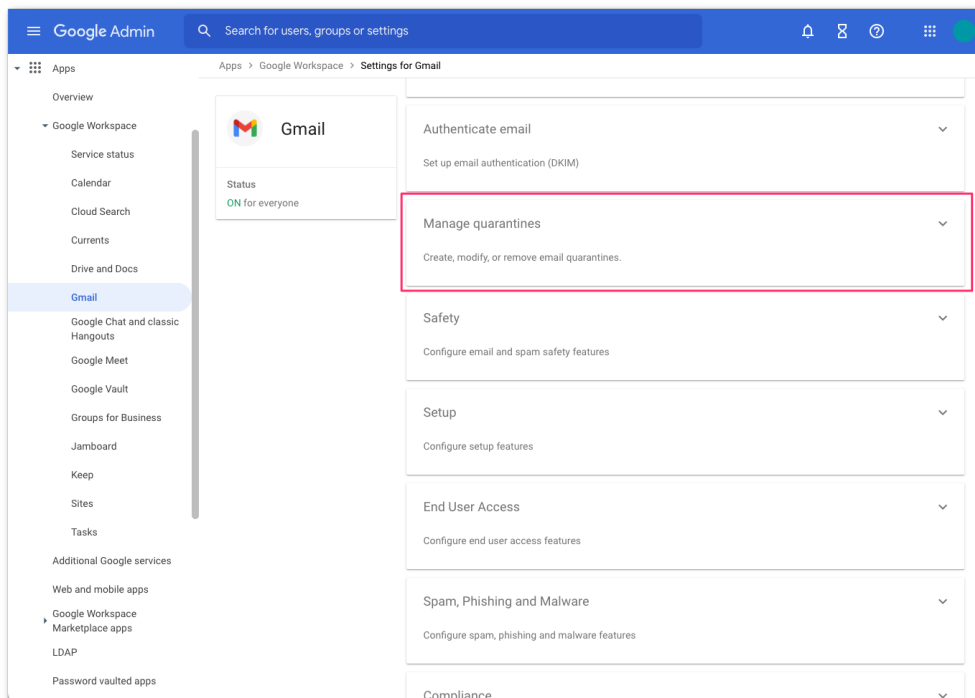 Google Admin
Search for users, groups or settings
Apps
Overview
Google Workspace
Service status
Calendar
Cloud Search
Currents
Drive and Docs
Gmail
Google Chat and classic
Hangouts
Google Meet
Google Vault
Groups for Business
Jamboard
Keep
Sites
Tasks
Additional Google services
Web and mobile apps
Google Workspace
Marketplace apps
LDAP
Password vaulted apps
Apps > Google Workspace > Settings for Gmail
Gmail
Status
ON for everyone
Authenticate email
Set up email authentication (DKIM)
Manage quarantines
Create, modify, or remove email quarantines.
Safety
Configure email and spam safety features
Setup
Configure setup features
End User Access
Configure end user access features
Spam, Phishing and Malware
Configure spam, phishing and malware features
Compliance